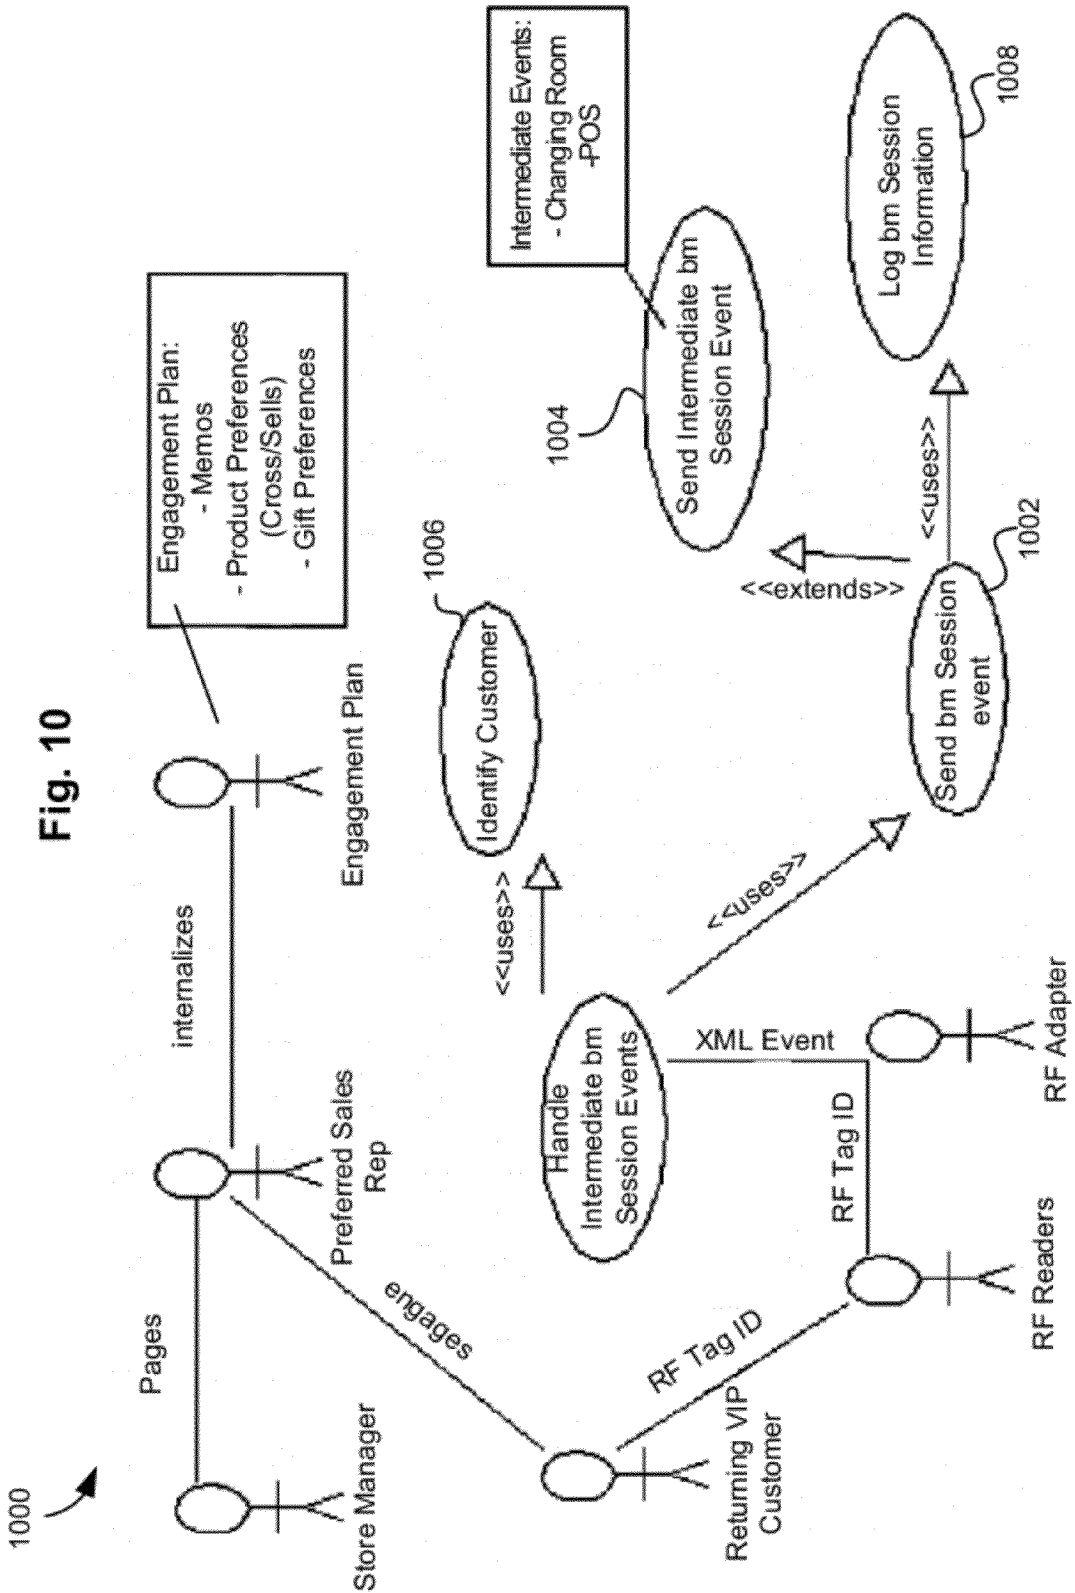 Fig. 10
1000
Pages
internalizes
Engagement Plan:
- Memos
- Product Preferences
(Cross/Sells)
- Gift Preferences
Store Manager
Preferred Sales
Rep
Engagement Plan
engages
1006
Identify Customer
<<uses>>
Intermediate Events:
- Changing Room
-POS
1004
Send Intermediate bm
Session Event
Handle
Intermediate bm
Session Events
<<uses>>
<<extends>>
Returning VIP
Customer
RF Tag ID
XML Event
RF Tag ID
RF Readers
RF Adapter
Send bm Session
event
1002
<<uses>>
Log bm Session
Information
1008